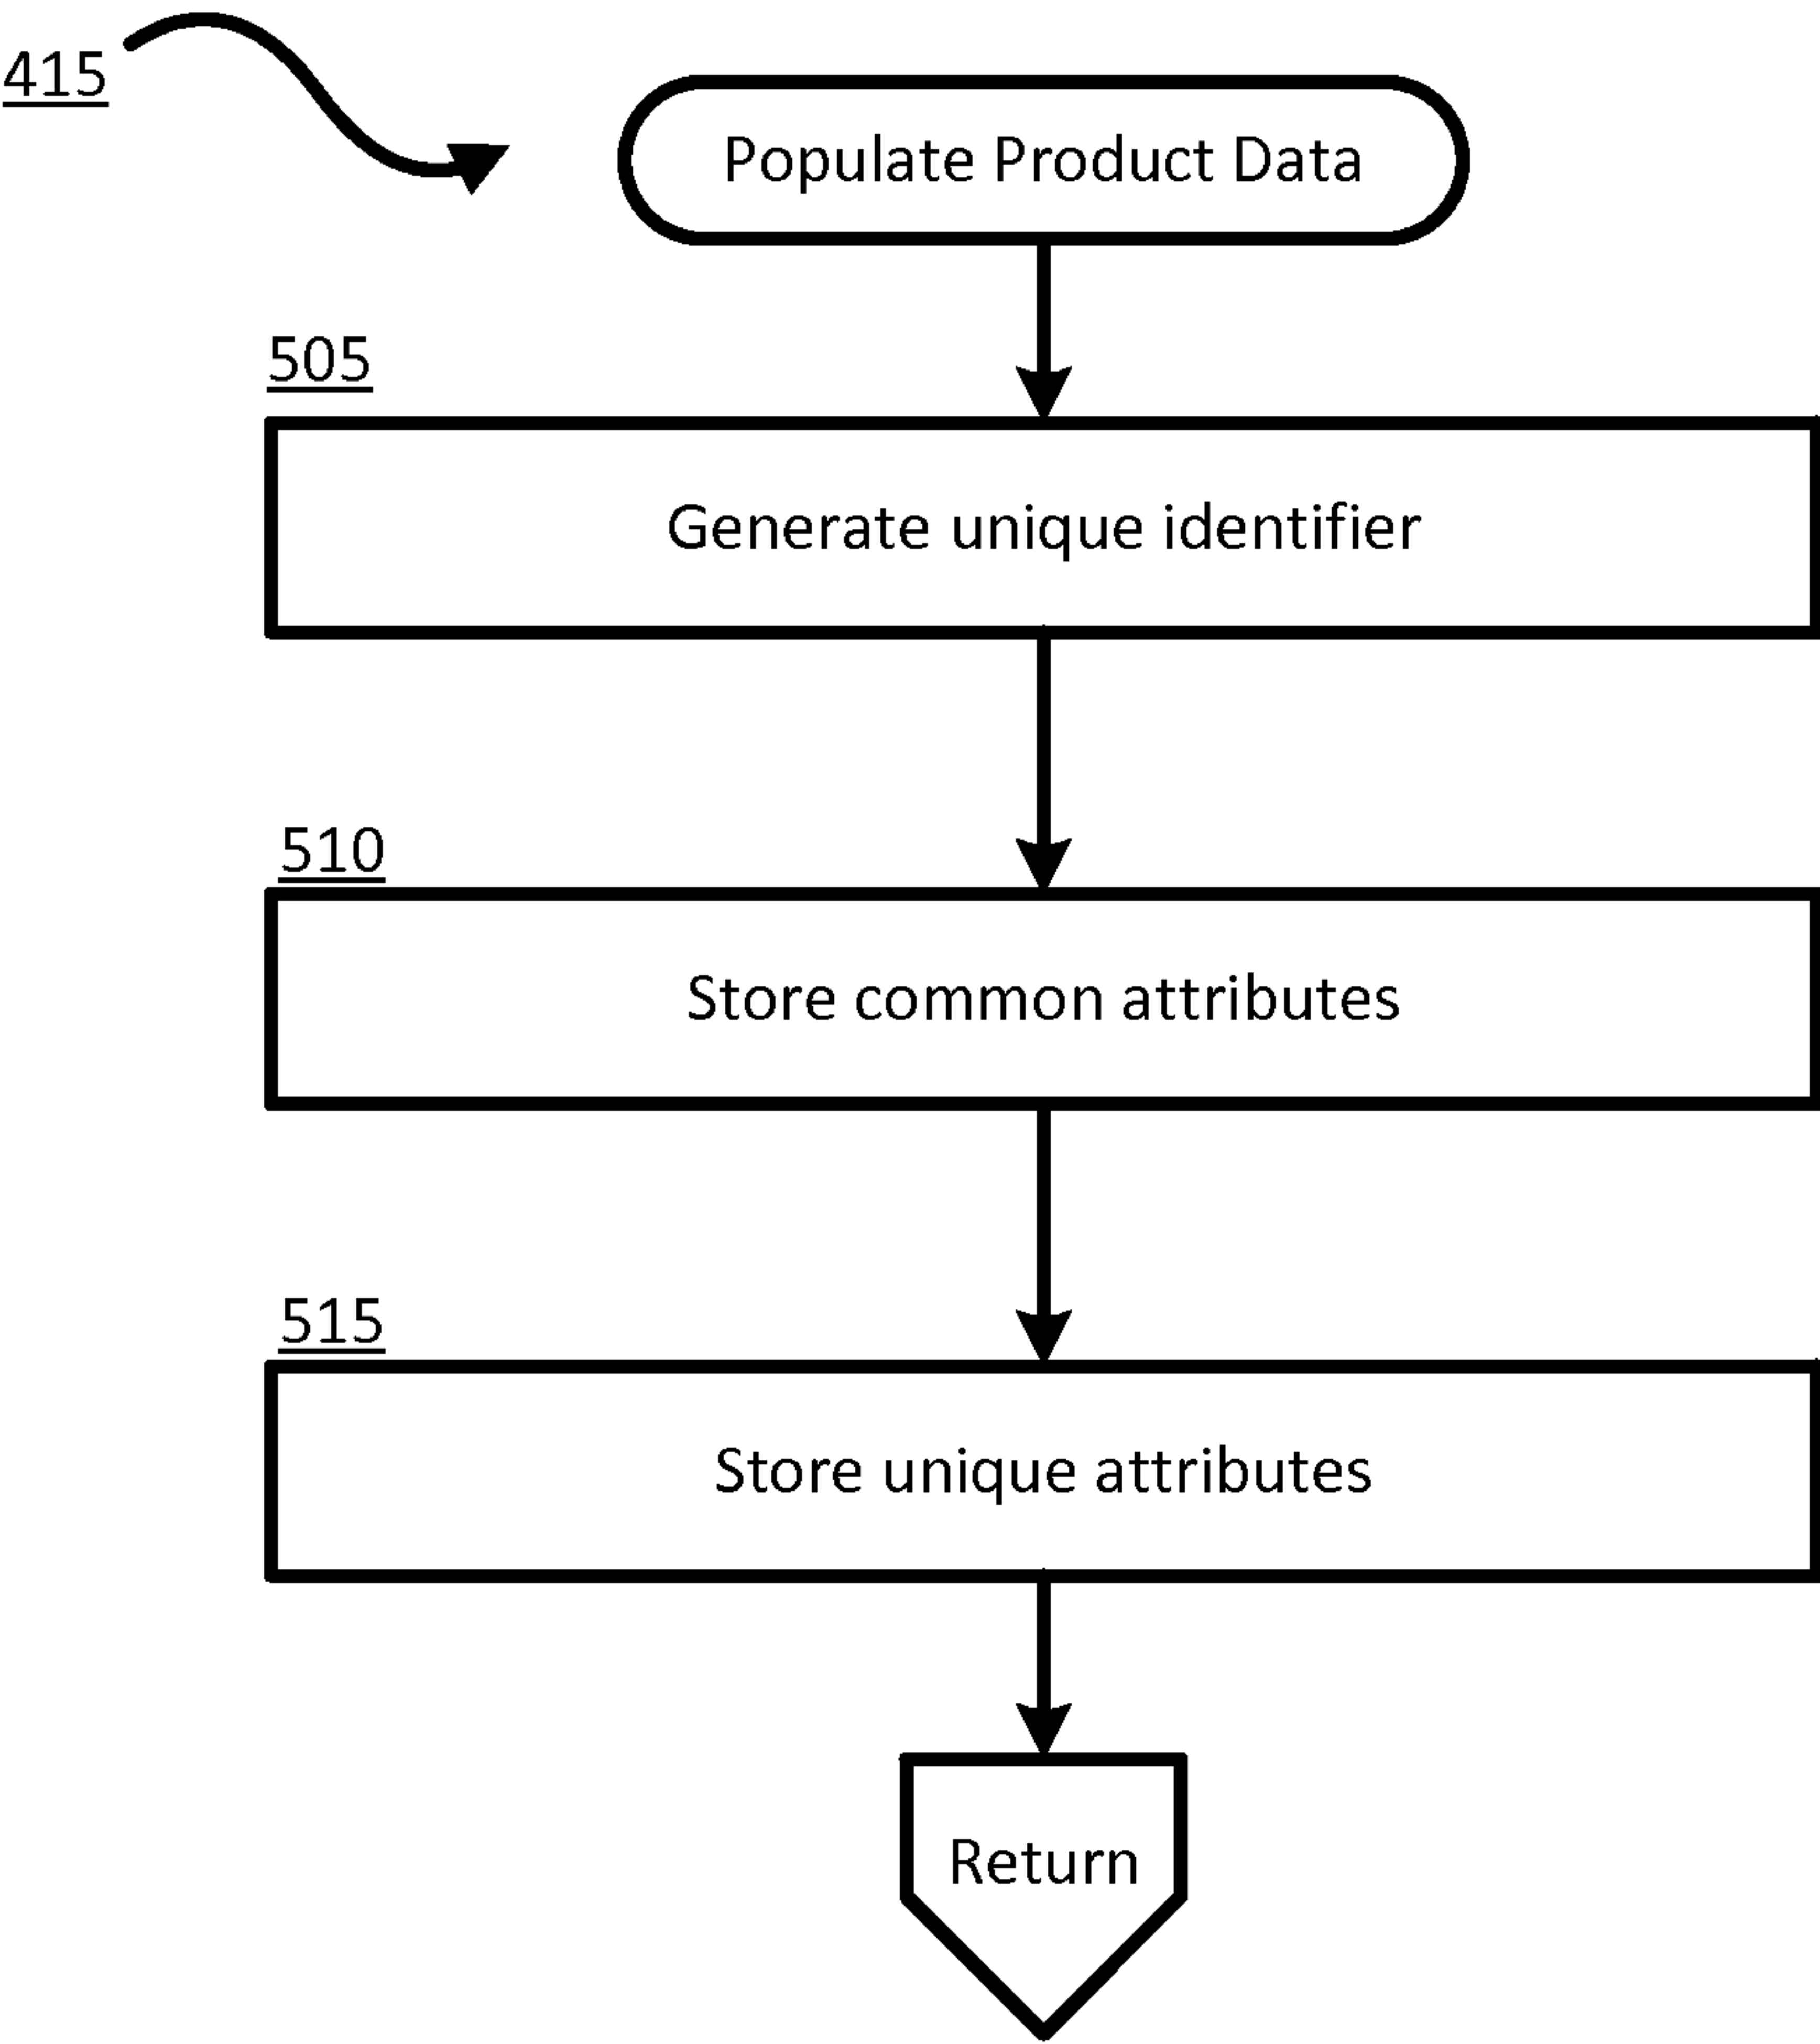 415
Populate Product Data
505
Generate unique identifier
510
Store common attributes
515
Store unique attributes
Return